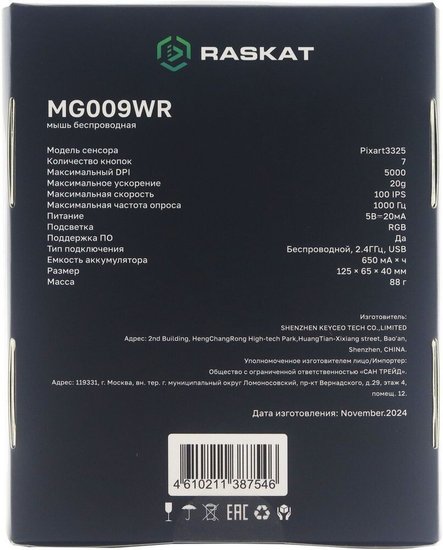 RASKAT
MG009WR
мышь беспроводная
Модель сенсора Pixart3325
Количество кнопок 7
Максимальный DPI 5000
Максимальное ускорение 20g
Максимальная скорость 100 IPS
Максимальная частота опроса 1000 Гц
Питание 5В=20мА
Подсветка RGB
Поддержка ПО Да
Тип подключения Беспроводной, 2.4ГГц, USB
Емкость аккумулятора 650 мА × ч
Размер 125 × 65 × 40 мм
Масса 88 г
Изготовитель:
SHENZHEN KEYCEO TECH CO.,LIMITED
Адрес: 2nd Building, HengChangRong High-tech Park,HuangTian-Xixiang street, Bao'an,
Shenzhen, CHINA.
Уполномоченное изготовителем лицо/Импортер:
Общество с ограниченной ответственностью «САН ТРЕЙД».
Адрес: 119331, г. Москва, вн. тер. г. муниципальный округ Ломоносовский, пр-кт Вернадского, д.29, этаж 4,
помещ. 12.
Дата изготовления: November.2024
4 610211 387546
EAC